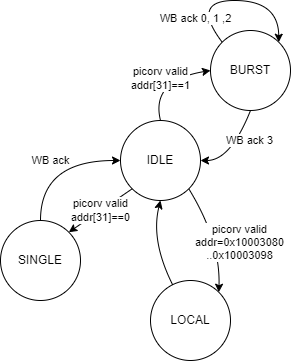 WB ack 0, 1 ,2
BURST
picorv valid
addr[31]==1
WB ack 3
IDLE
WB ack
picorv valid
addr[31]==0
picorv valid
addr=0x10003080
..0x10003098
SINGLE
LOCAL